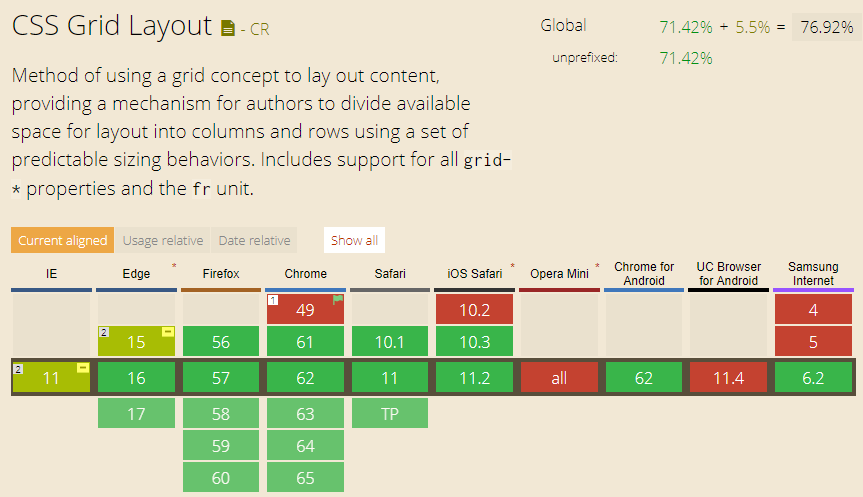 CSS Grid Layout - CR
Global 71.42% + 5.5% = 76.92%
unprefixed: 71.42%
Method of using a grid concept to lay out content,
providing a mechanism for authors to divide available
space for layout into columns and rows using a set of
predictable sizing behaviors. Includes support for all grid-
* properties and the fr unit.
Current aligned Usage relative Date relative Show all
IE Edge * Firefox Chrome Safari iOS Safari * Opera Mini * Chrome for Android UC Browser for Android Samsung Internet
1 49 10.2 4
2 15 56 61 10.1 10.3 5
2 11 16 57 62 11 11.2 all 62 11.4 6.2
17 58 63 TP
59 64
60 65